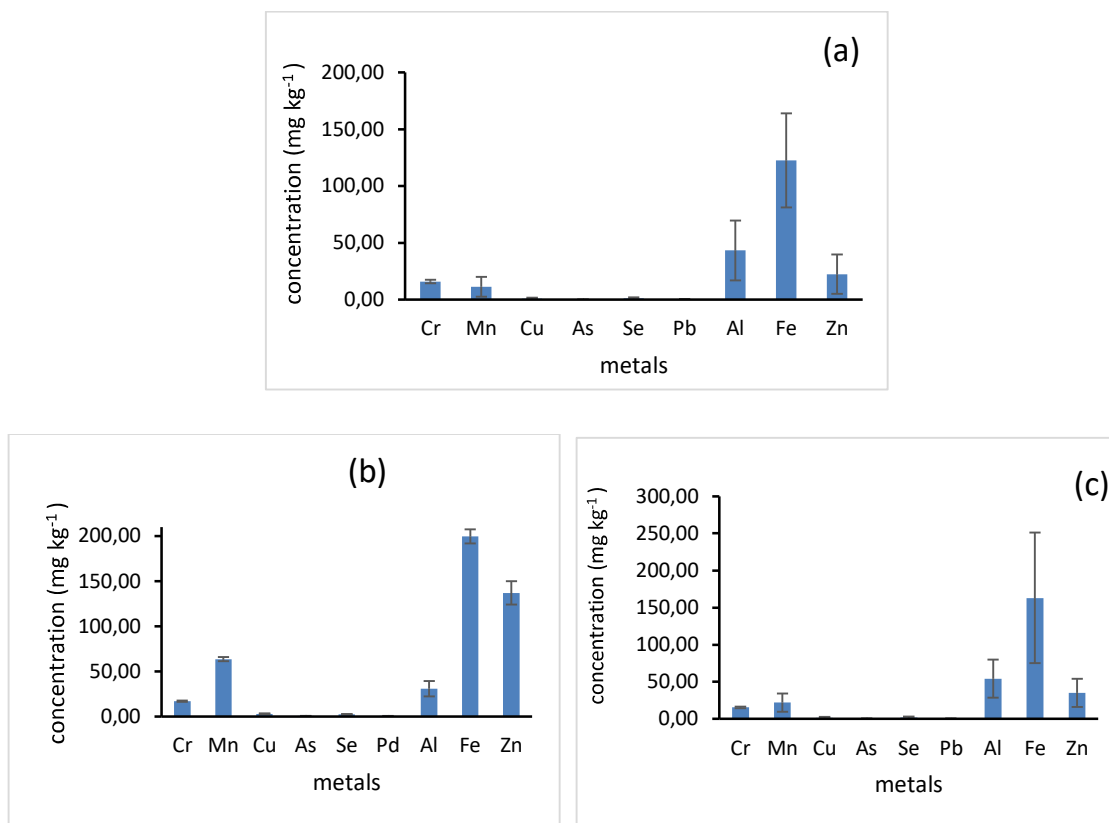 (a)
concentration (mg kg-1)
200,00
150,00
100,00
50,00
0,00
Cr Mn Cu As Se Pb Al Fe Zn
metals
(b)
concentration (mg kg-1)
200,00
150,00
100,00
50,00
0,00
Cr Mn Cu As Se Pd Al Fe Zn
metals
(c)
concentration (mg kg-1)
300,00
250,00
200,00
150,00
100,00
50,00
0,00
Cr Mn Cu As Se Pb Al Fe Zn
metals